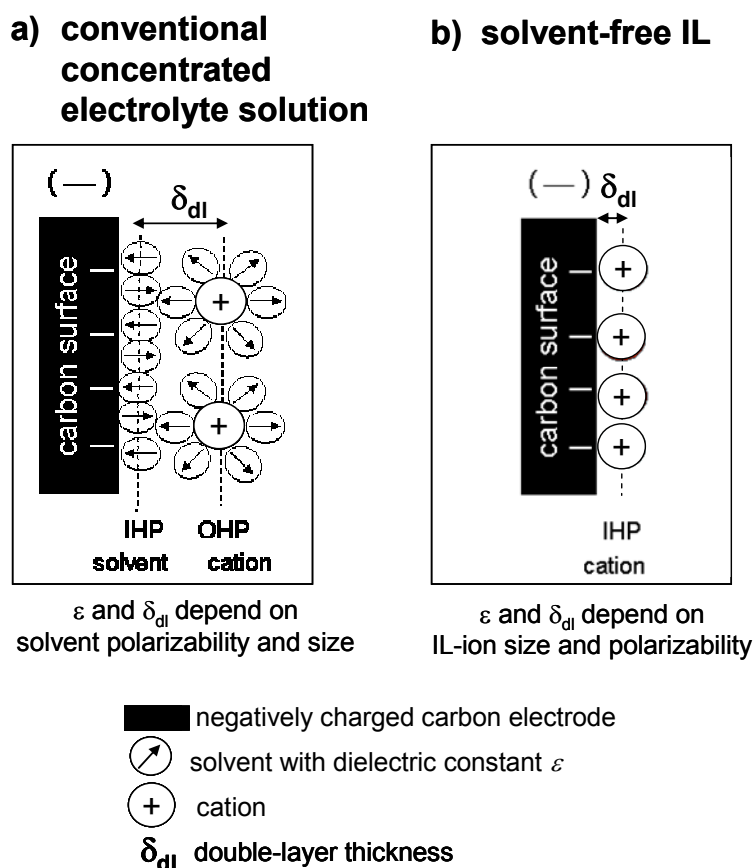 a) conventional
concentrated
electrolyte solution
b) solvent-free IL
(—)
δdl
carbon surface
+
+
IHP OHP
solvent cation
ε and δdl depend on
solvent polarizability and size
(—)
δdl
carbon surface
+
+
+
+
IHP
cation
ε and δdl depend on
IL-ion size and polarizability
negatively charged carbon electrode
solvent with dielectric constant ε
+ cation
δdl double-layer thickness